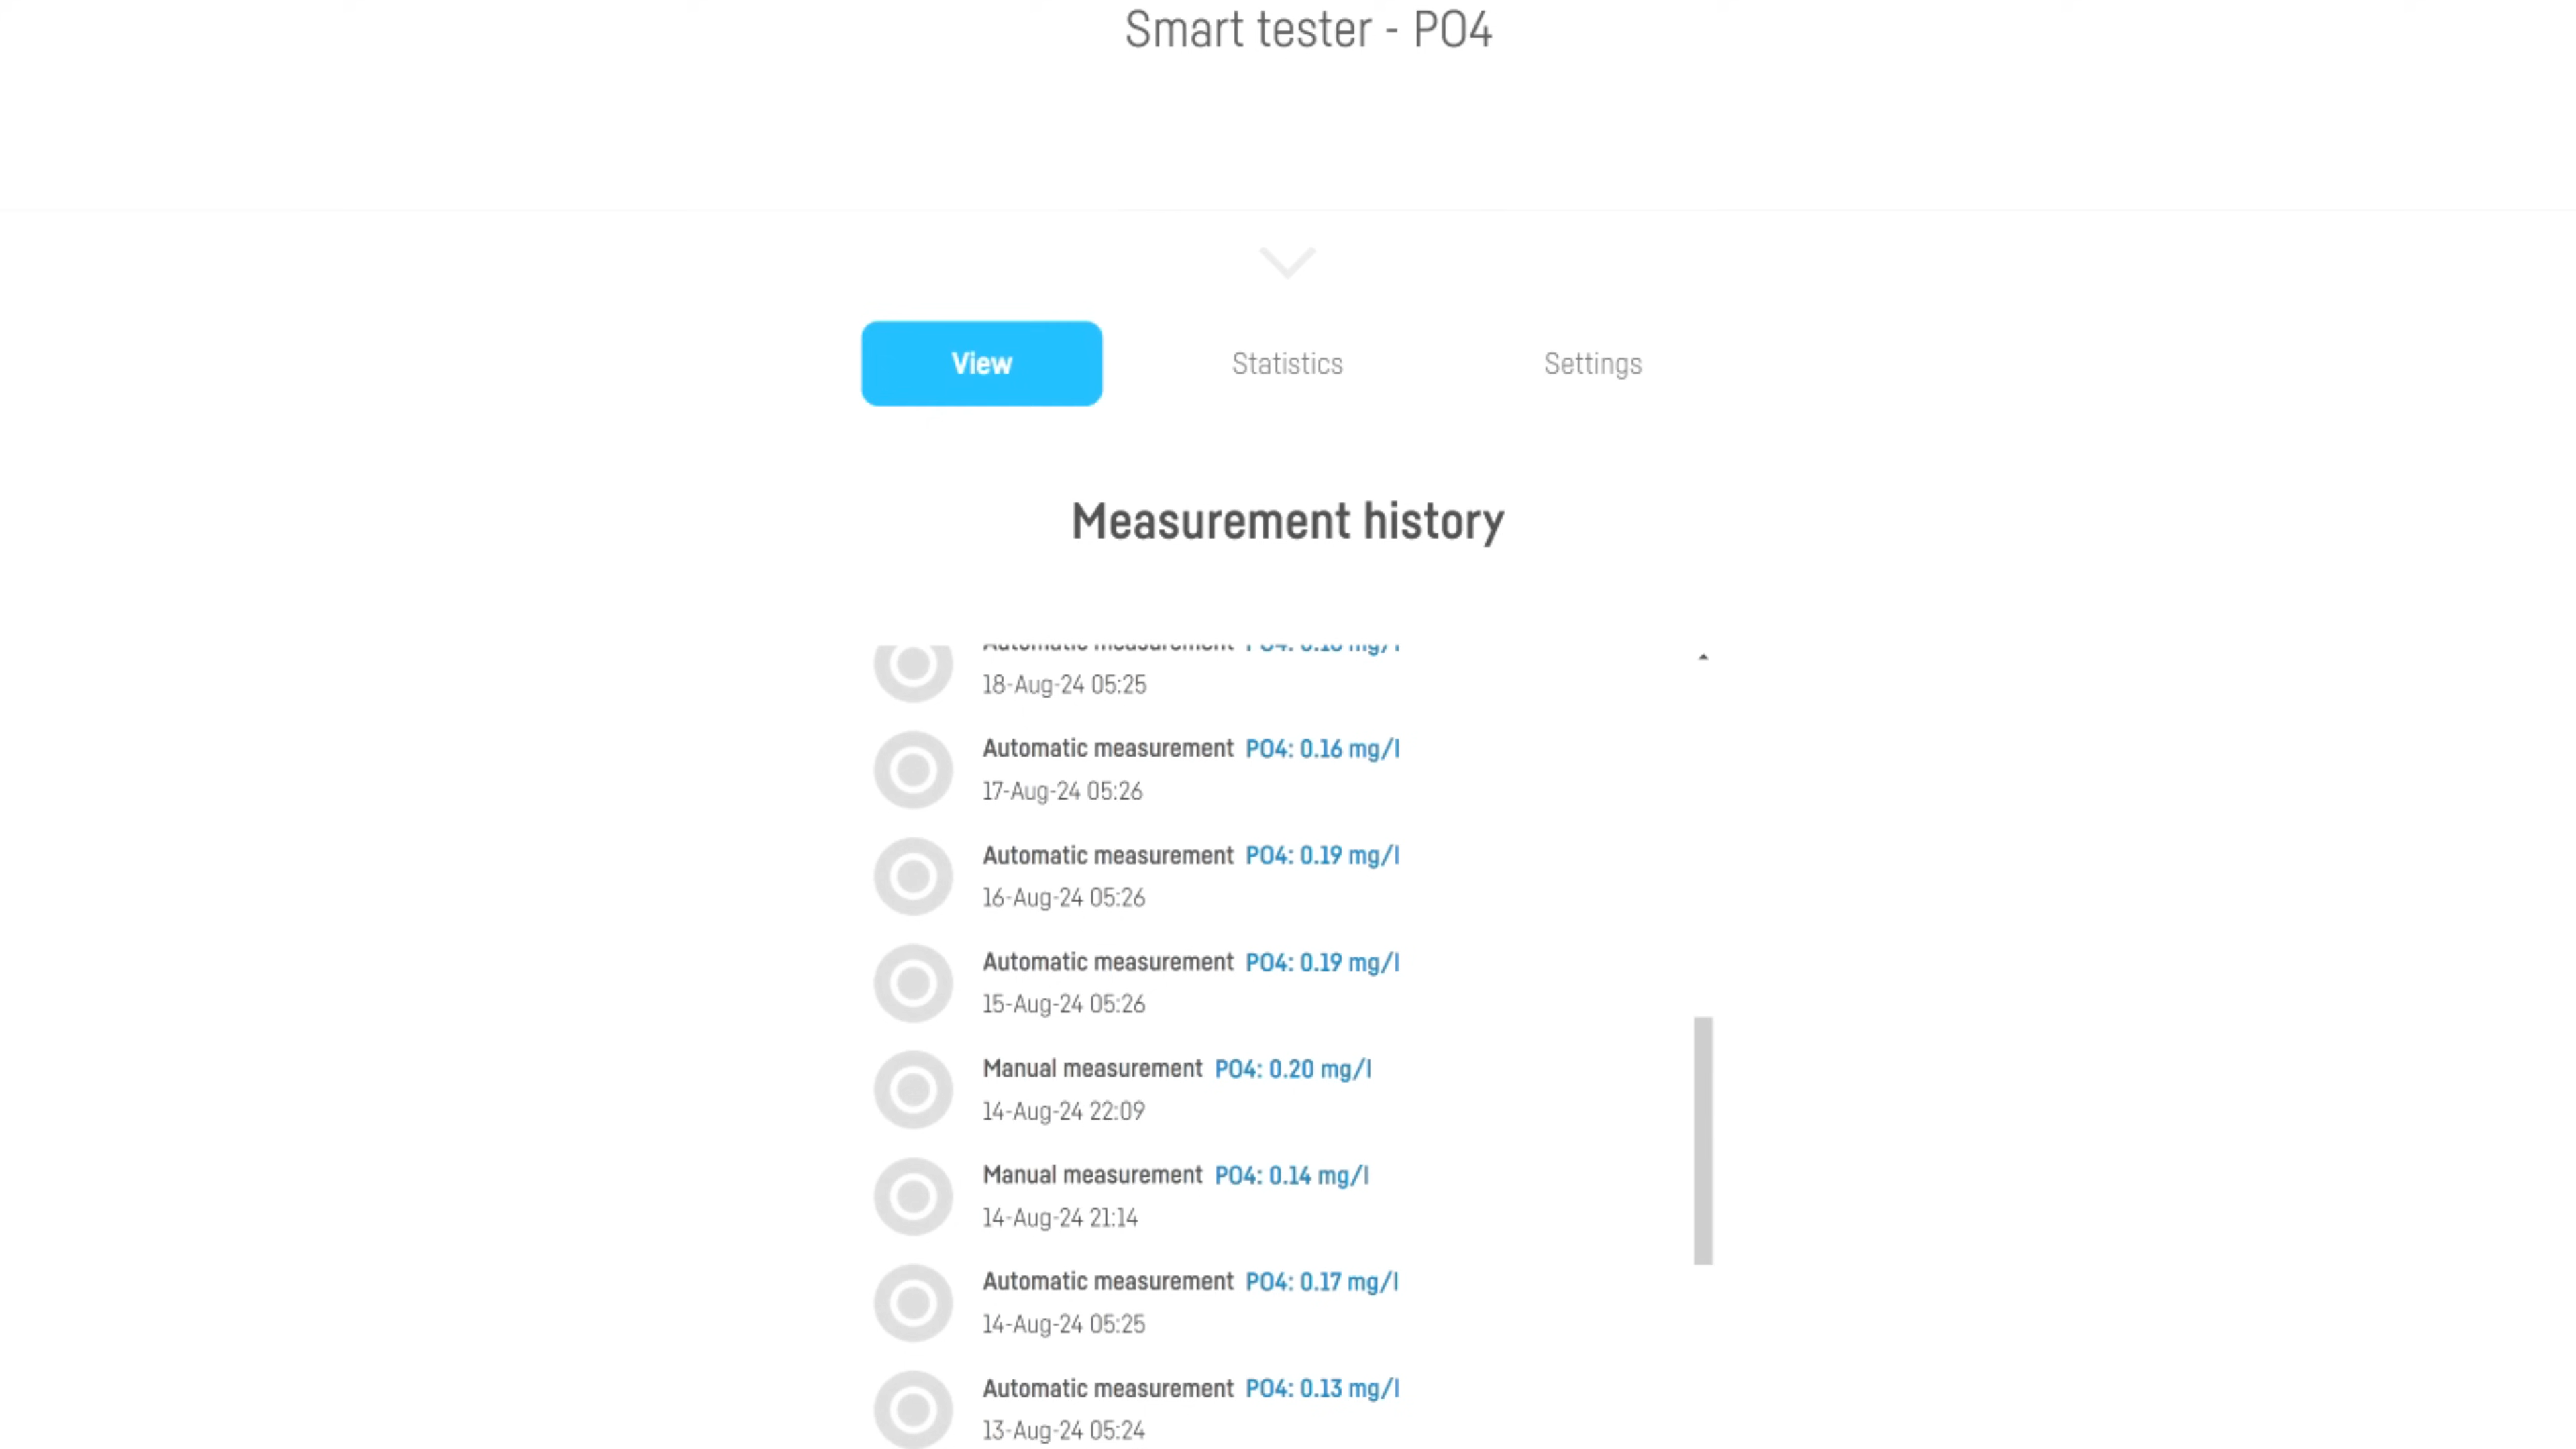 Smart tester - PO4
View
Statistics
Settings
Measurement history
Automatic measurement PO4: mg/l
18-Aug-24 05:25
Automatic measurement PO4: 0.16 mg/l
17-Aug-24 05:26
Automatic measurement PO4: 0.19 mg/l
16-Aug-24 05:26
Automatic measurement PO4: 0.19 mg/l
15-Aug-24 05:26
Manual measurement PO4: 0.20 mg/l
14-Aug-24 22:09
Manual measurement PO4: 0.14 mg/l
14-Aug-24 21:14
Automatic measurement PO4: 0.17 mg/l
14-Aug-24 05:25
Automatic measurement PO4: 0.13 mg/l
13-Aug-24 05:24